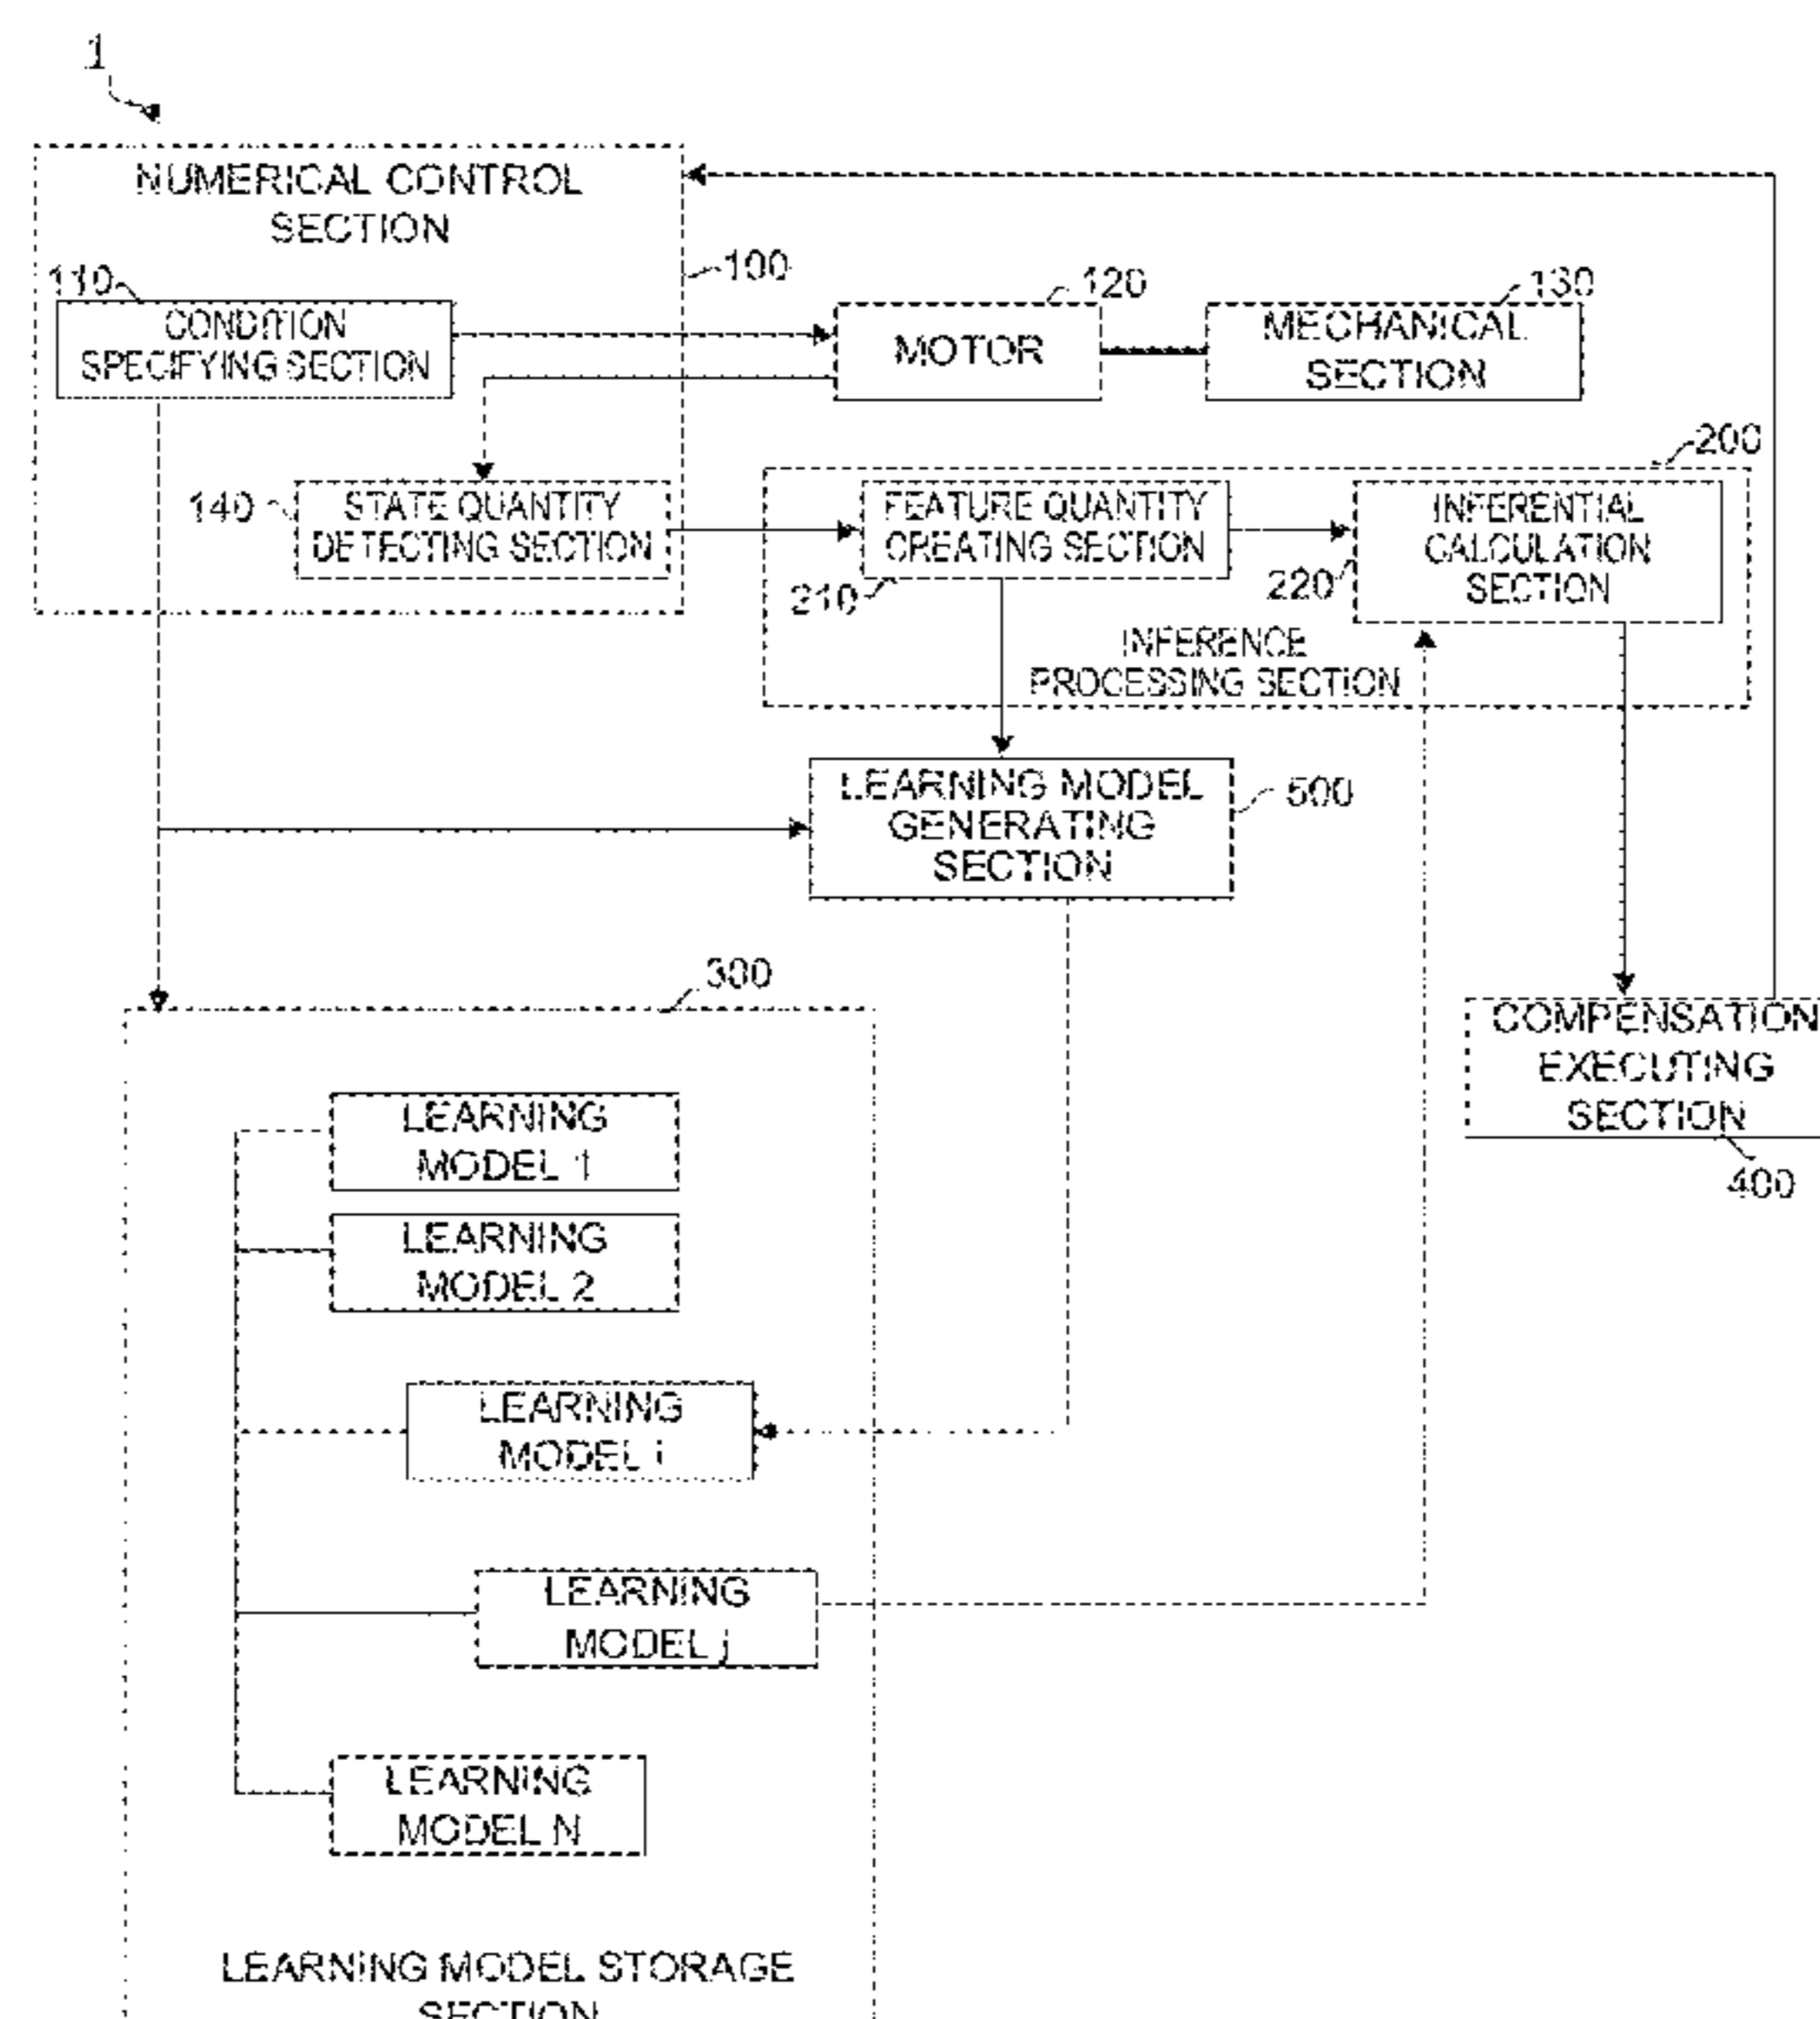 1
NUMERICAL CONTROL
SECTION
100
110
CONDITION
SPECIFYING SECTION
120
MOTOR
130
MECHANICAL
SECTION
200
140
STATE QUANTITY
DETECTING SECTION
FEATURE QUANTITY
CREATING SECTION
210
INFERENTIAL
CALCULATION
SECTION
220
INFERENCE
PROCESSING SECTION
LEARNING MODEL
GENERATING
SECTION
500
300
COMPENSATION
EXECUTING
SECTION
400
LEARNING
MODEL 1
LEARNING
MODEL 2
LEARNING
MODEL i
LEARNING
MODEL j
LEARNING
MODEL N
LEARNING MODEL STORAGE
SECTION